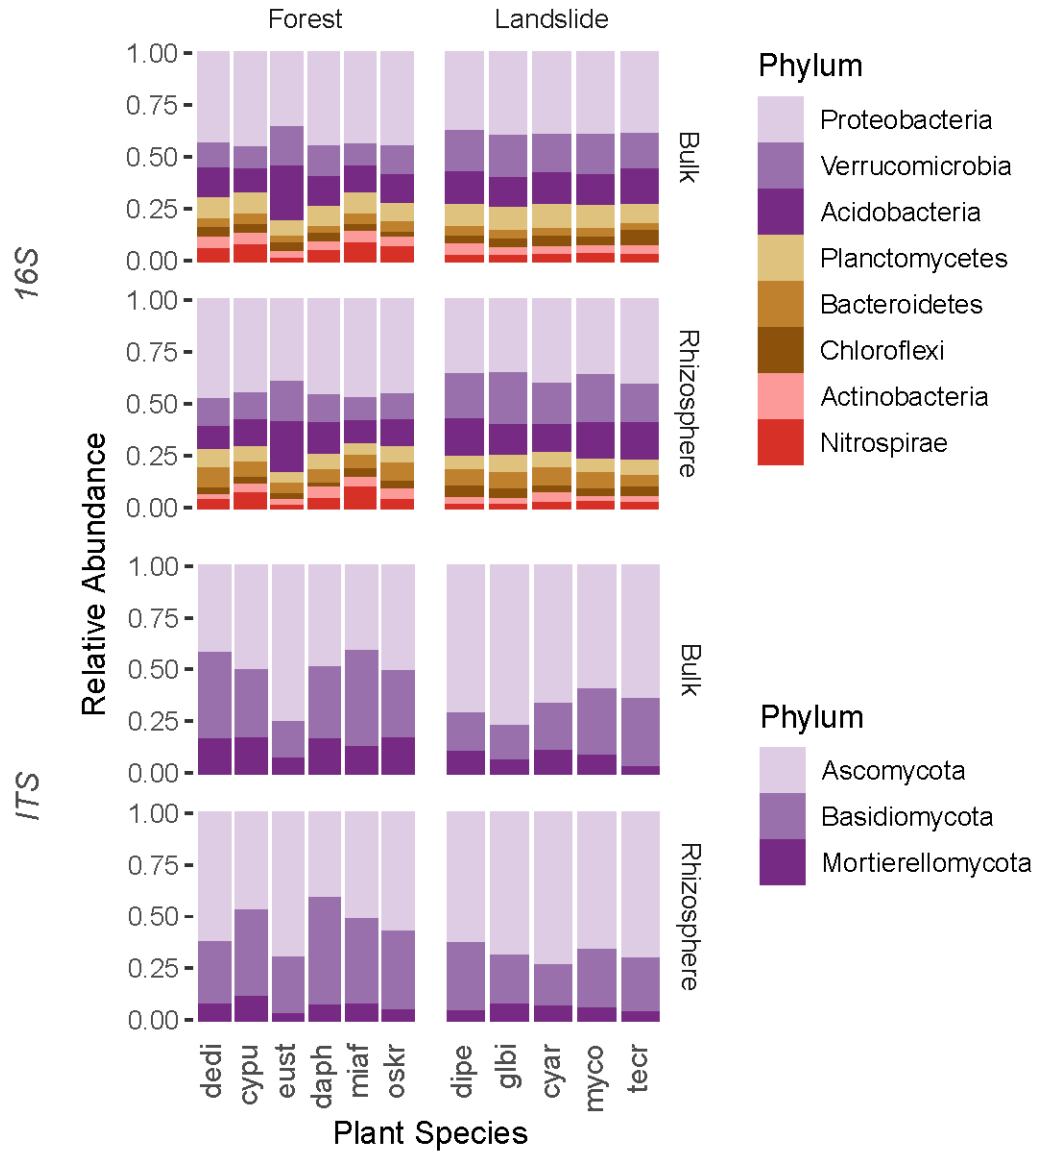 Forest
Landslide
1.00
0.75
0.50
0.25
0.00
Bulk
1.00
0.75
0.50
0.25
0.00
Rhizosphere
16S
1.00
0.75
0.50
0.25
0.00
Bulk
1.00
0.75
0.50
0.25
0.00
Rhizosphere
ITS
Relative Abundance
dedi
cypu
eust
daph
miaf
oskr
dipe
glbi
cyar
myco
tecr
Plant Species
Phylum
Proteobacteria
Verrucomicrobia
Acidobacteria
Planctomycetes
Bacteroidetes
Chloroflexi
Actinobacteria
Nitrospirae
Phylum
Ascomycota
Basidiomycota
Mortierellomycota